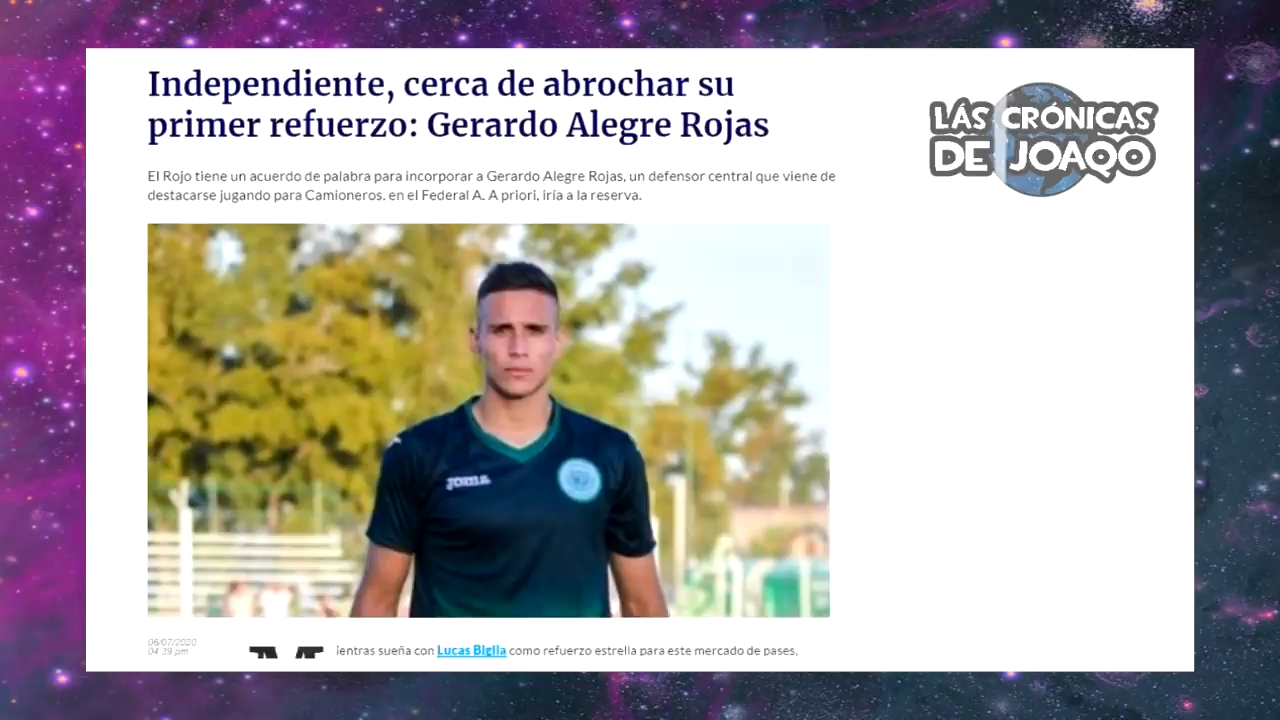 Independiente, cerca de abrochar su
primer refuerzo: Gerardo Alegre Rojas
LÁS CRÓNICAS
DE JOAQO
El Rojo tiene un acuerdo de palabra para incorporar a Gerardo Alegre Rojas, un defensor central que viene de
destacarse jugando para Camioneros. en el Federal A. A priori, iría a la reserva.
Joma
06/07/2020
04 39 pm
M
ientras sueña con Lucas Biglia como refuerzo estrella para este mercado de pases,